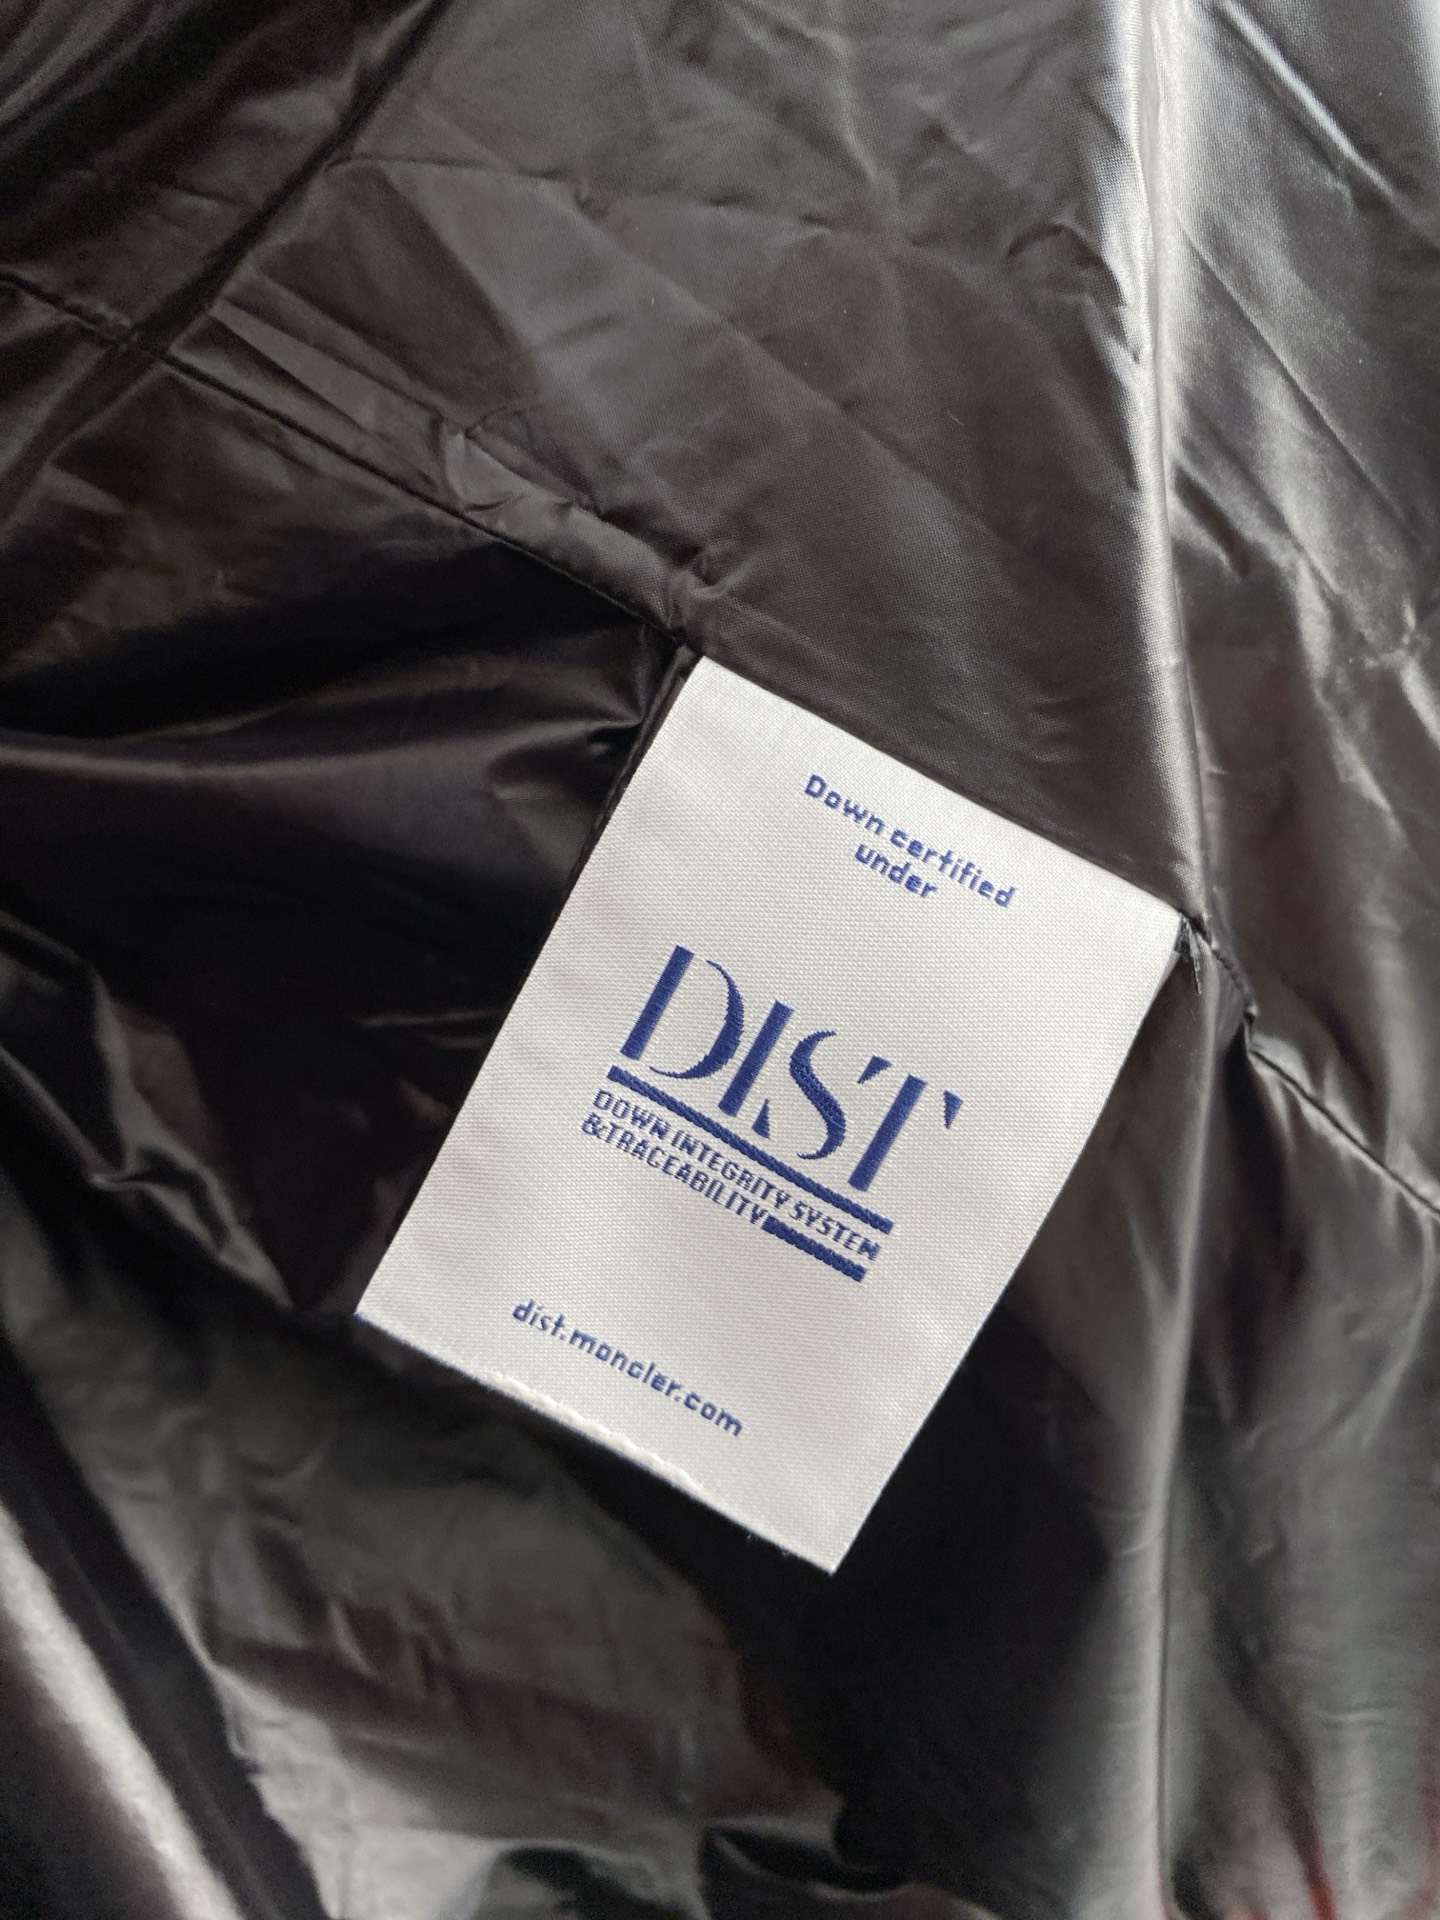 Down certified
under
DIST
DOWN INTEGRITY SYSTEM
&TRACEABILITY
dist.moncler.com